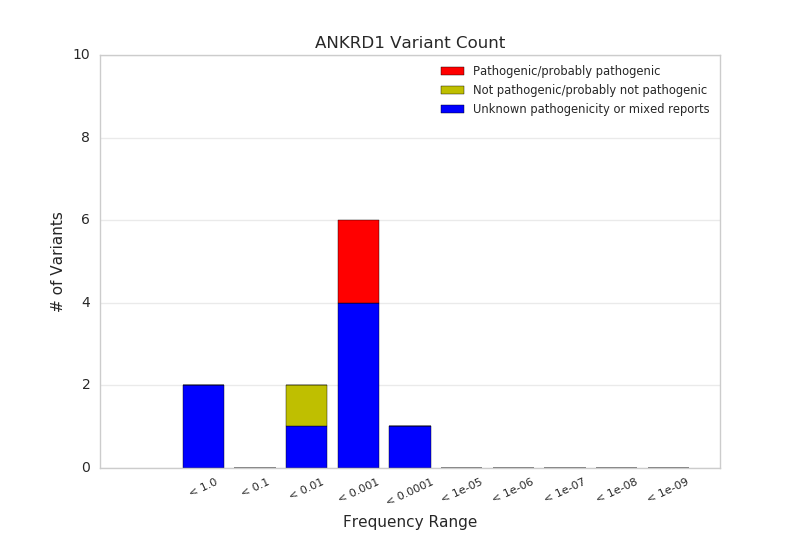 ANKRD1 Variant Count
Pathogenic/probably pathogenic
Not pathogenic/probably not pathogenic
Unknown pathogenicity or mixed reports
# of Variants
10
8
6
4
2
0
< 1.0
< 0.1
< 0.01
< 0.001
< 0.0001
< 1e-05
< 1e-06
< 1e-07
< 1e-08
< 1e-09
Frequency Range